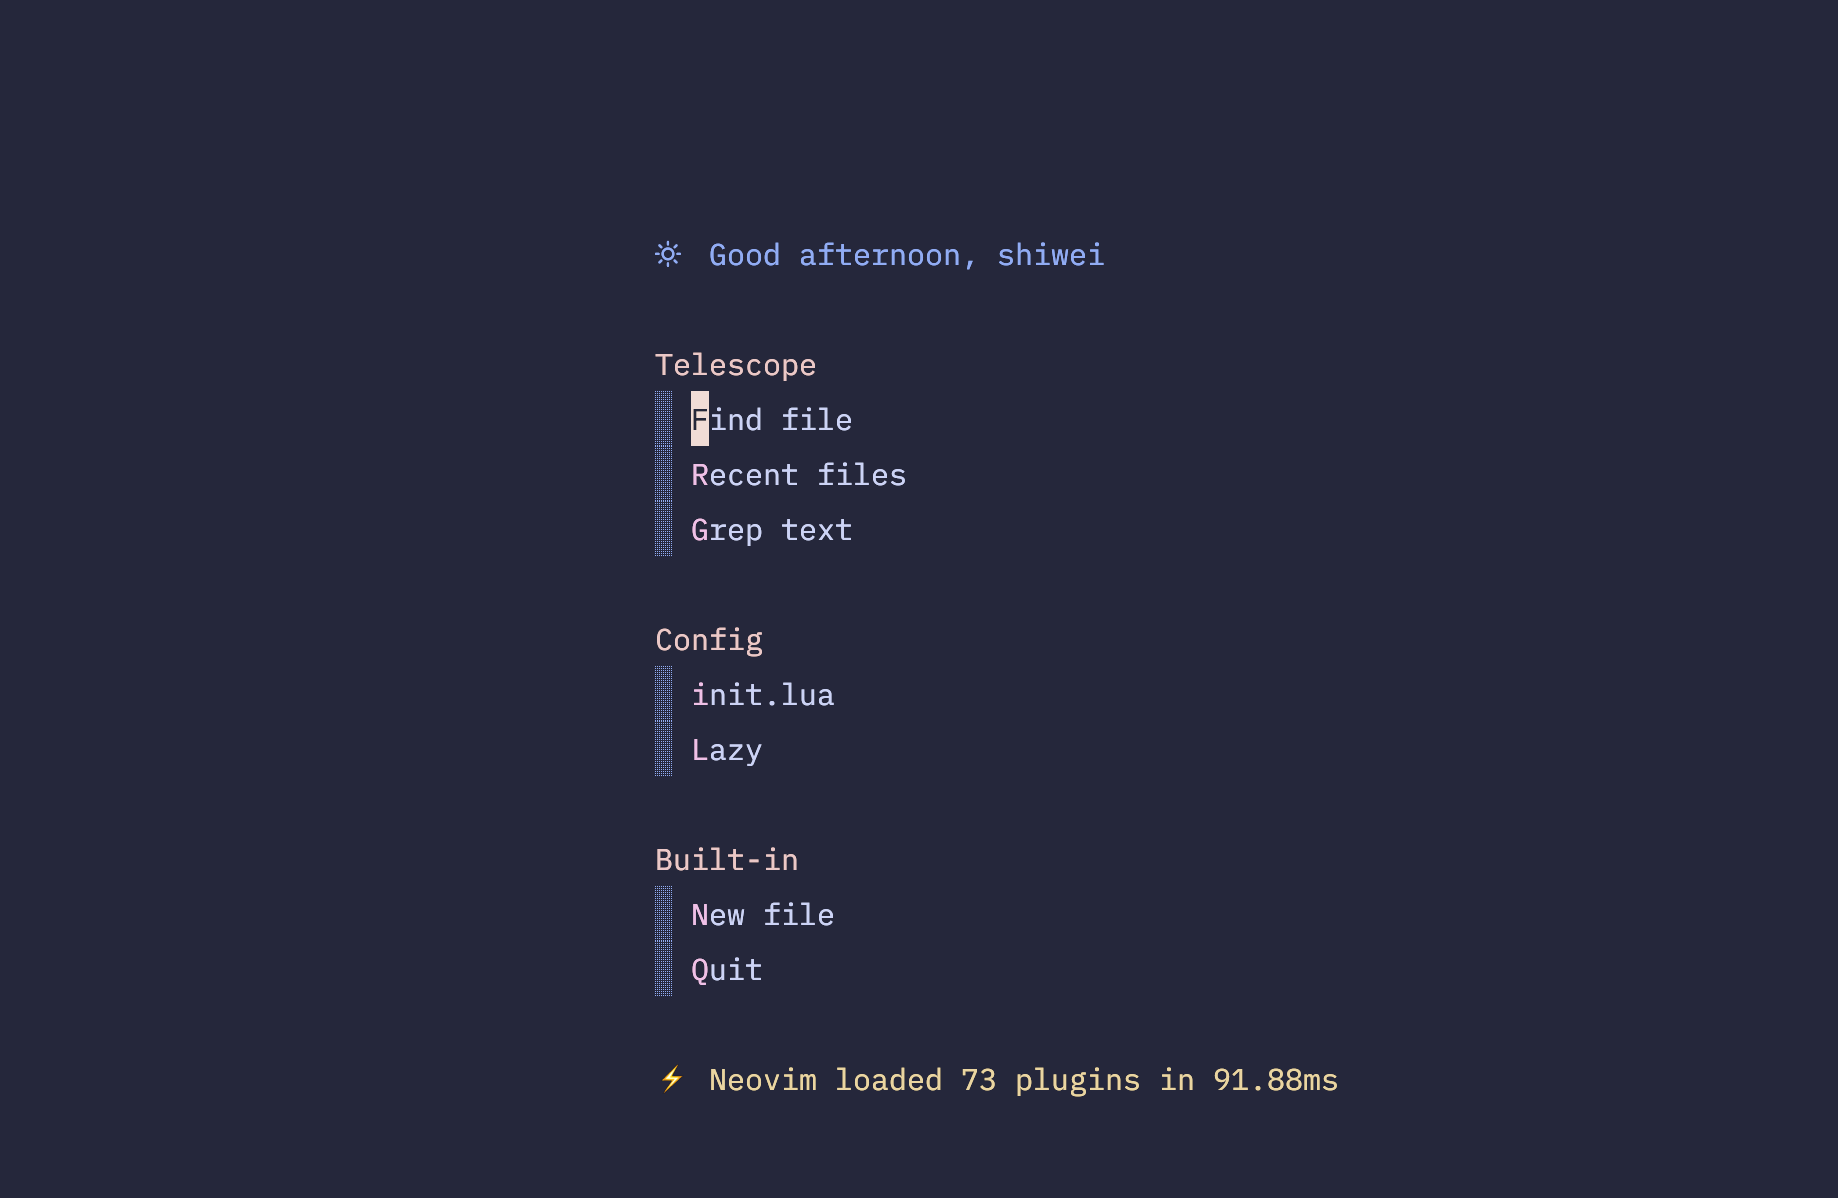 Good afternoon, shiwei
Telescope
Find file
Recent files
Grep text
Config
init.lua
Lazy
Built-in
New file
Quit
⚡ Neovim loaded 73 plugins in 91.88ms